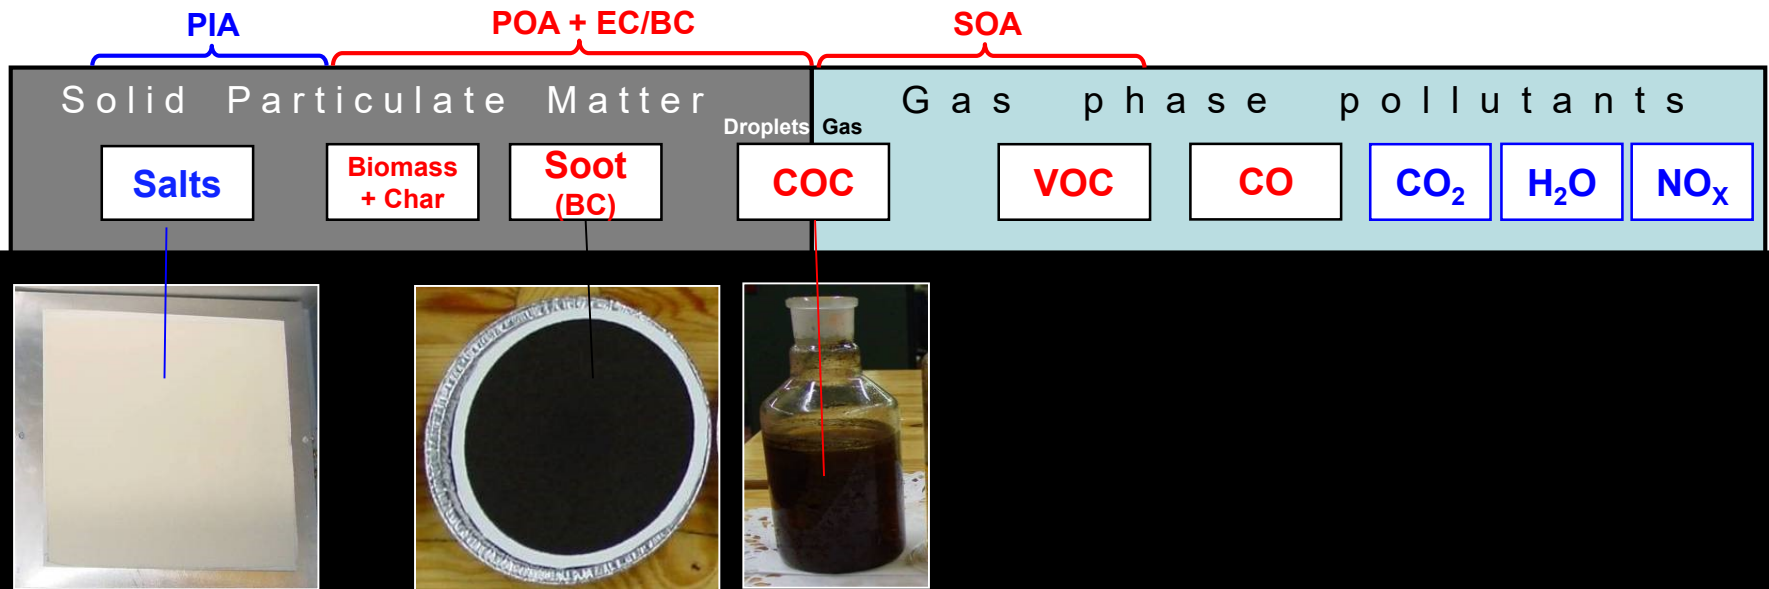 PIA
POA + EC/BC
SOA
Solid Particulate Matter
Gas phase pollutants
Droplets
Gas
Salts
Biomass
+ Char
Soot
(BC)
COC
VOC
CO
CO₂
H₂O
NOₓ